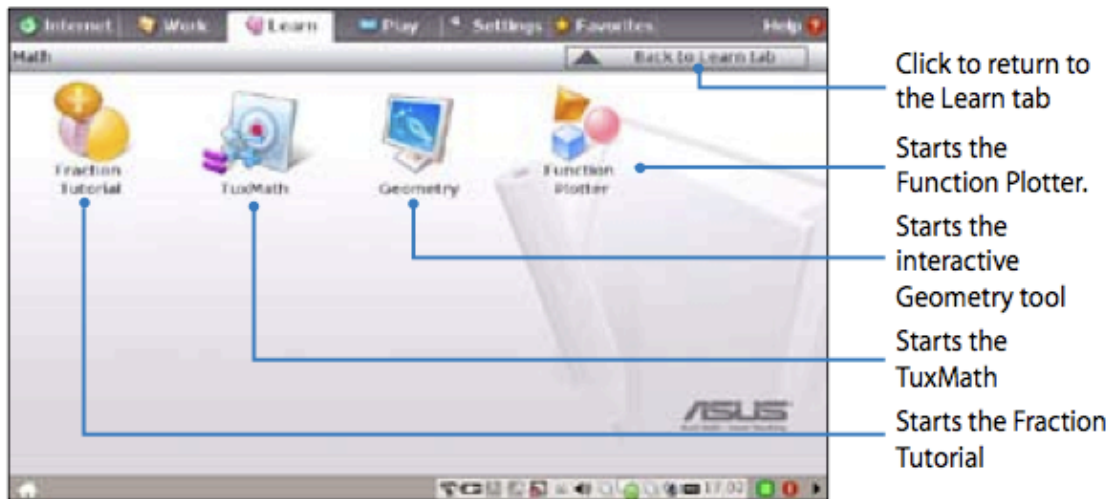 Internet Work Learn Play Settings Favorites Help ?
Math Back to Learn tab
Fraction
Tutorial
TuxMath
Geometry
Function
Plotter
ASUS
17:02
Click to return to
the Learn tab
Starts the
Function Plotter.
Starts the
interactive
Geometry tool
Starts the
TuxMath
Starts the Fraction
Tutorial